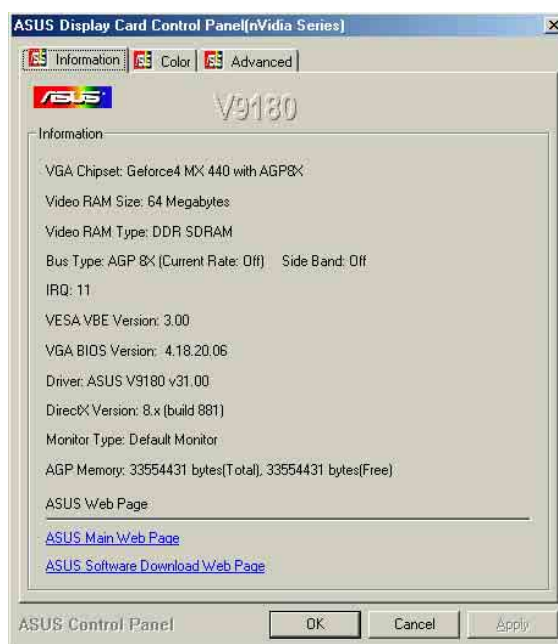 ASUS Display Card Control Panel(nVidia Series)
Information Color Advanced
ASUS V9180
Information
VGA Chipset: Geforce4 MX 440 with AGP8X
Video RAM Size: 64 Megabytes
Video RAM Type: DDR SDRAM
Bus Type: AGP 8X (Current Rate: Off) Side Band: Off
IRQ: 11
VESA VBE Version: 3.00
VGA BIOS Version: 4.18.20.06
Driver: ASUS V9180 v31.00
DirectX Version: 8.x (build 881)
Monitor Type: Default Monitor
AGP Memory: 33554431 bytes(Total), 33554431 bytes(Free)
ASUS Web Page
ASUS Main Web Page
ASUS Software Download Web Page
ASUS Control Panel OK Cancel Apply